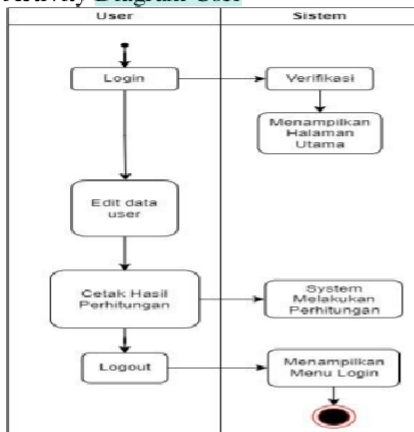 Activity Diagram User
User
Sistem
Login
Verifikasi
Menampilkan
Halaman
Utama
Edit data
user
Cetak Hasil
Perhitungan
System
Melakukan
Perhitungan
Logout
Menampilkan
Menu Login